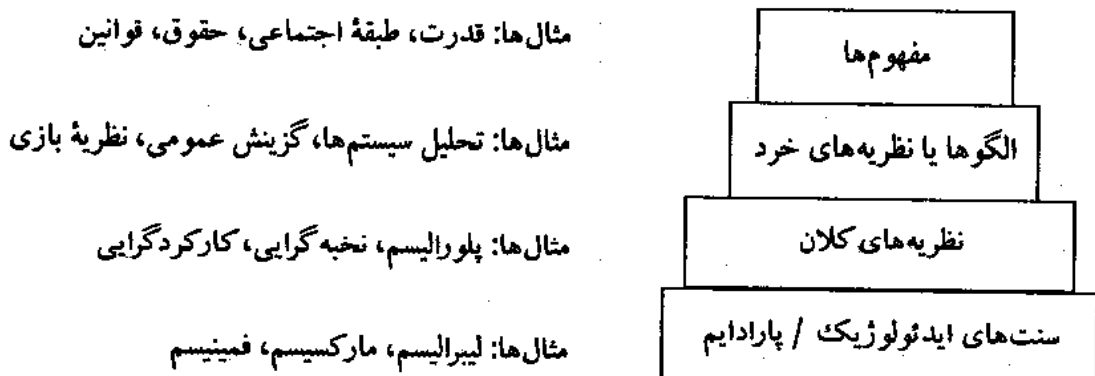 مفهوم‌ها
مثال‌ها: قدرت، طبقهٔ اجتماعی، حقوق، قوانین
الگوها یا نظریه‌های خرد
مثال‌ها: تحلیل سیستم‌ها، گزینش عمومی، نظریهٔ بازی
نظریه‌های کلان
مثال‌ها: پلورالیسم، نخبه‌گرایی، کارکردگرایی
سنت‌های ایدئولوژیک / پارادایم
مثال‌ها: لیبرالیسم، مارکسیسم، فمینیسم